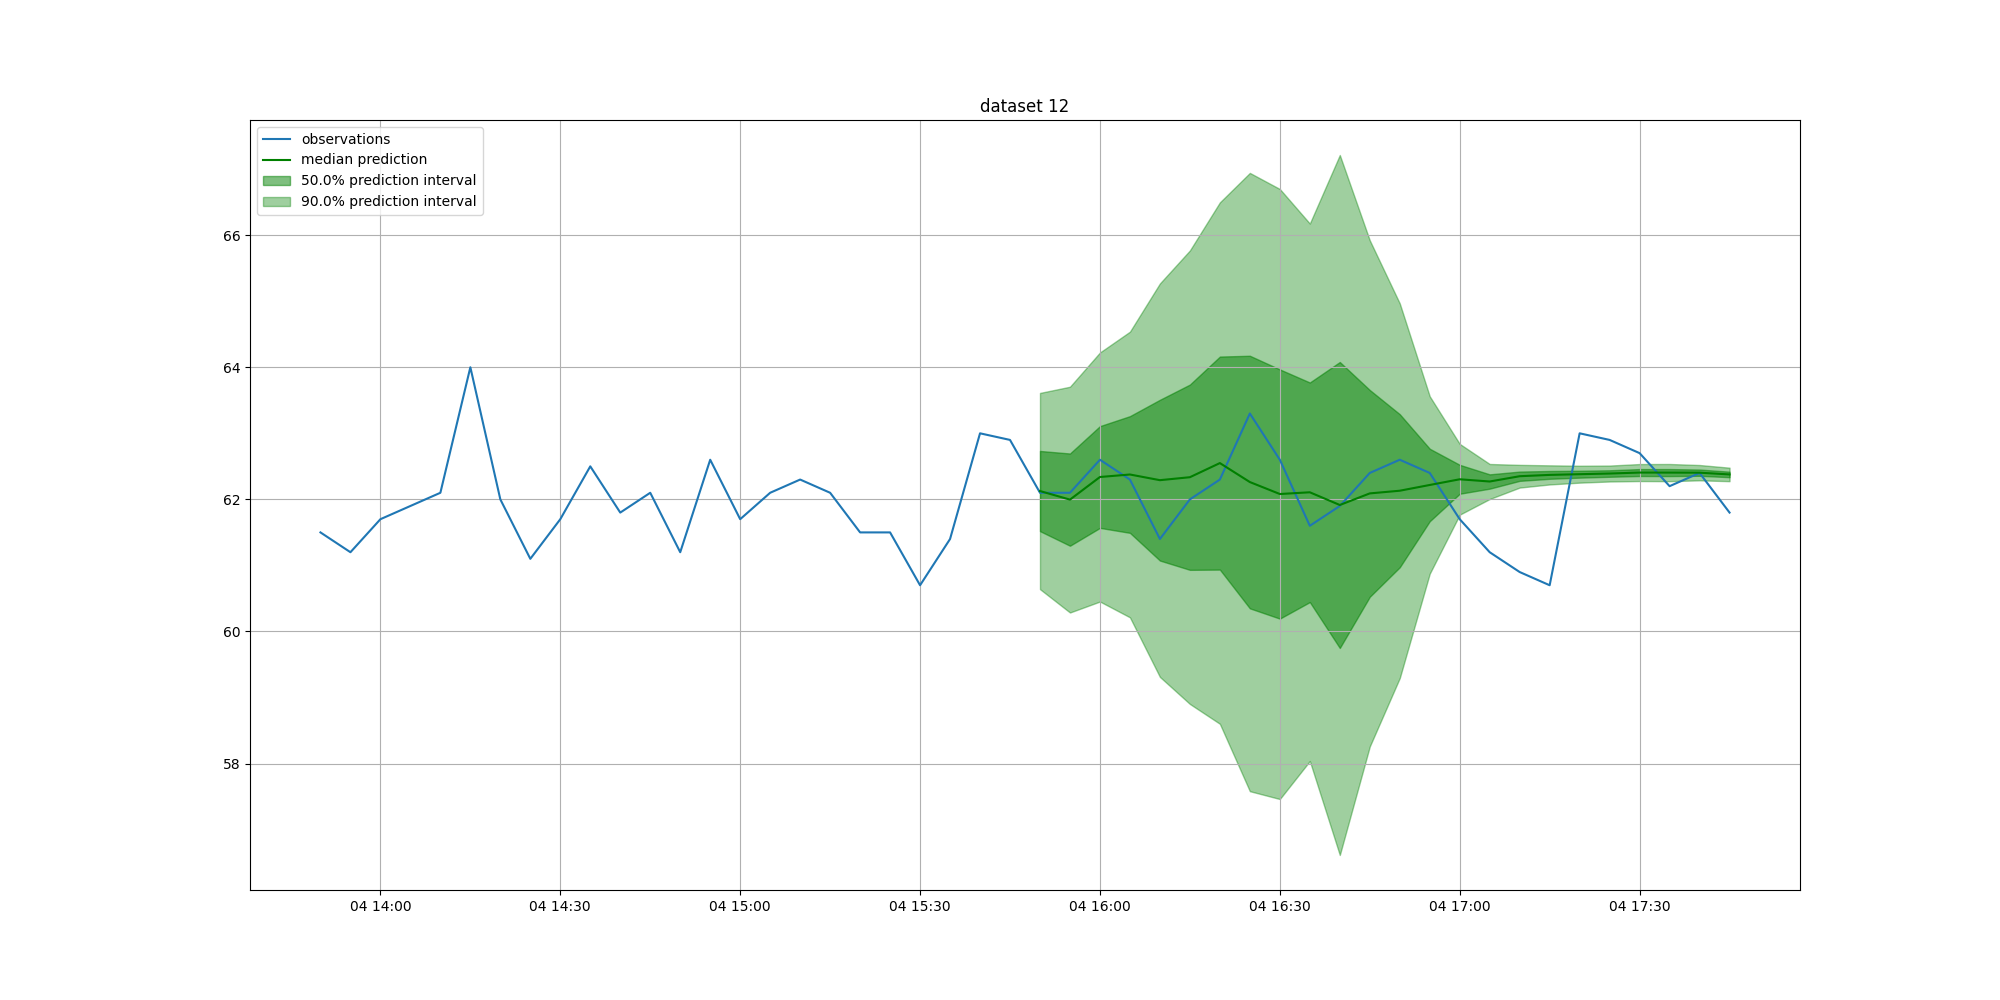 dataset 12
observations
median prediction
50.0% prediction interval
90.0% prediction interval
66
64
62
60
58
04 14:00
04 14:30
04 15:00
04 15:30
04 16:00
04 16:30
04 17:00
04 17:30